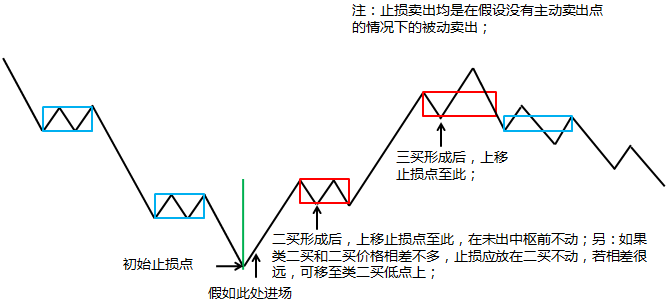 注：止损卖出均是在假设没有主动卖出点
的情况下的被动卖出；
三买形成后，上移
止损点至此；
二买形成后，上移止损点至此，在未出中枢前不动；另：如果
类二买和二买价格相差不多，止损应放在二买不动，若相差很
远，可移至类二买低点上；
初始止损点
假如此处进场